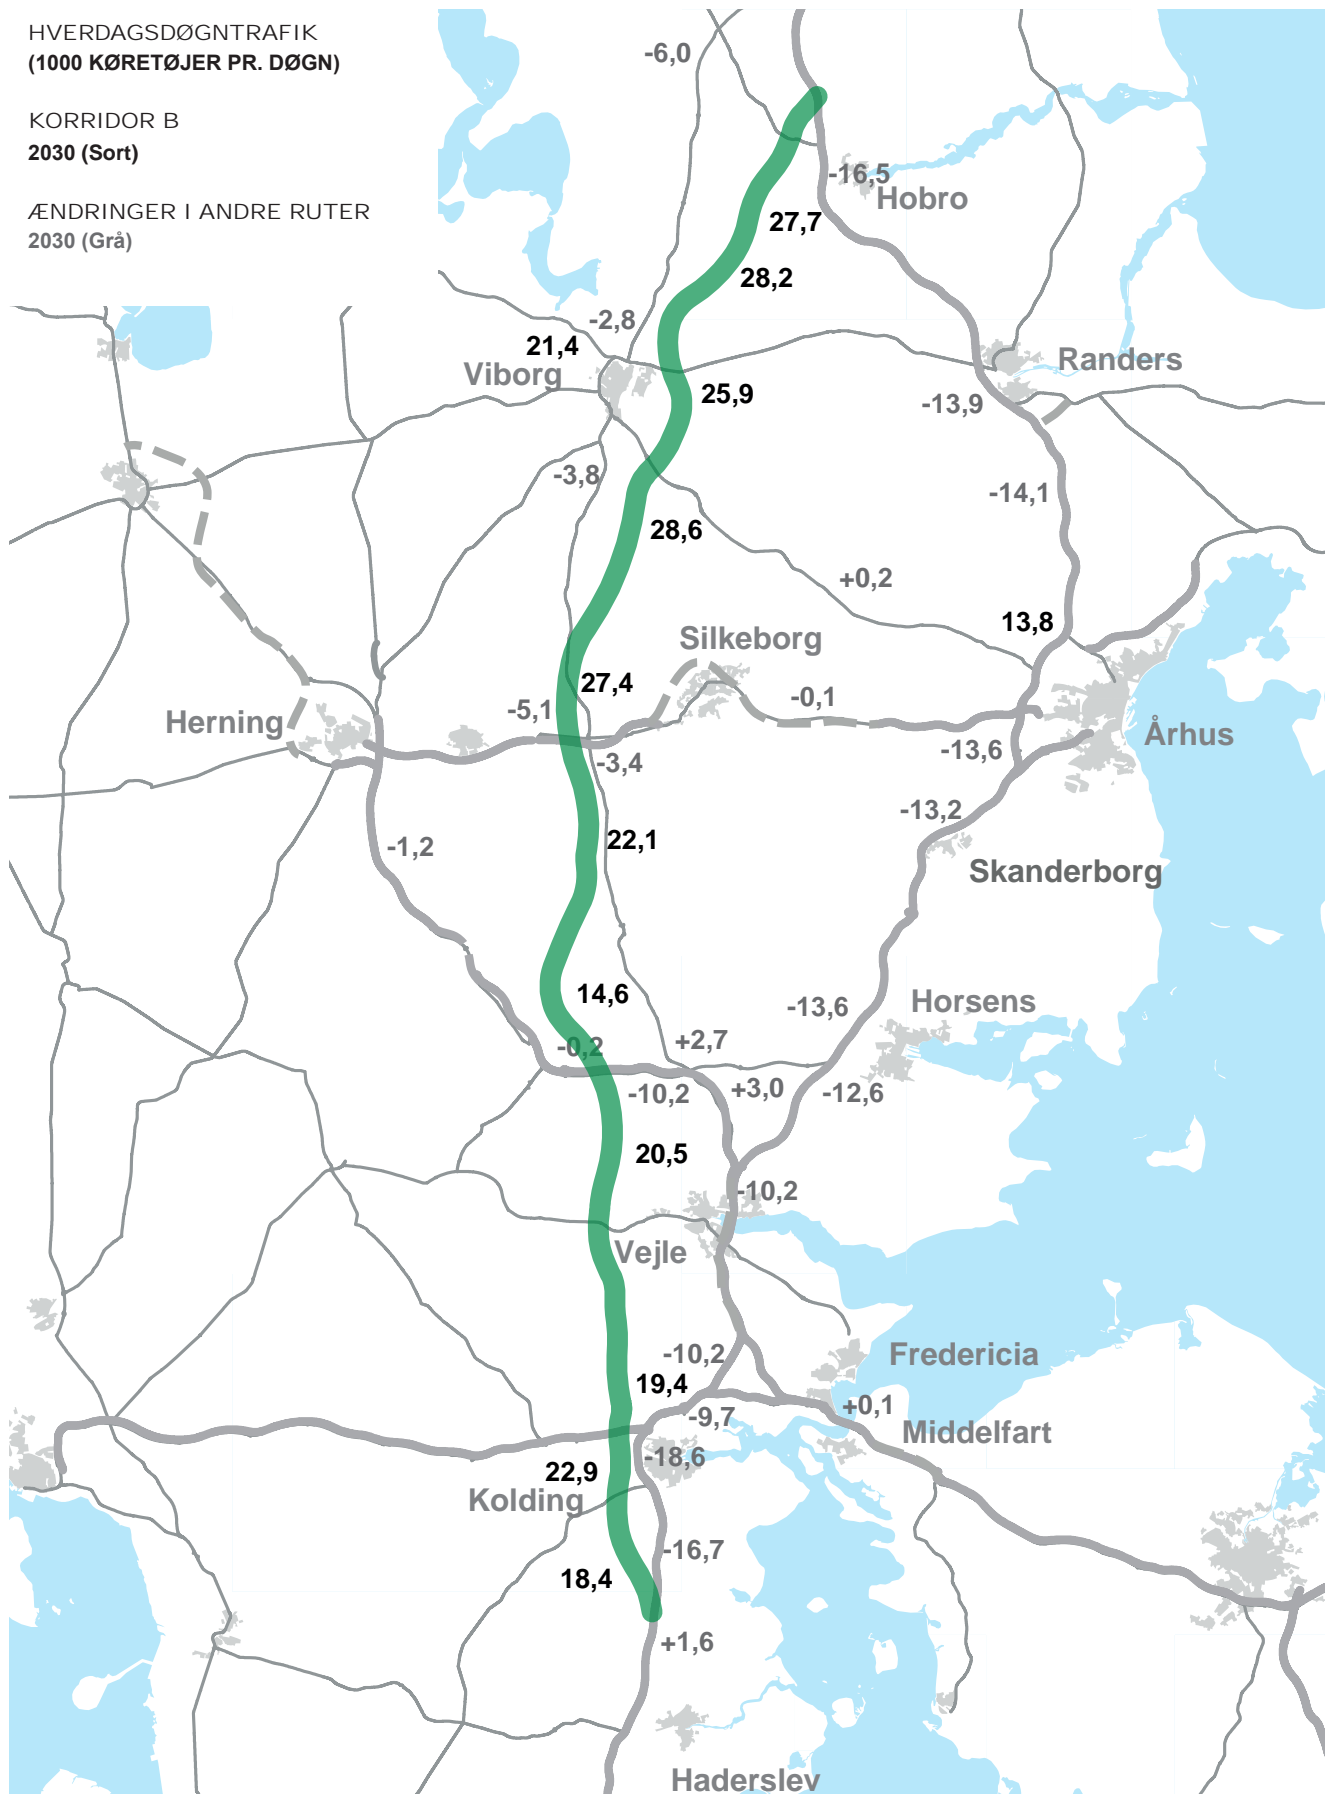 HVERDAGSDØGNTRAFIK
(1000 KØRETØJER PR. DØGN)
KORRIDOR B
2030 (Sort)
ÆNDRINGER I ANDRE RUTER
2030 (Grå)
-6,0
-16,5
Hobro
27,7
28,2
-2,8
21,4
Viborg
Randers
25,9
-13,9
-3,8
-14,1
28,6
+0,2
13,8
Silkeborg
27,4
-0,1
-5,1
Herning
Århus
-3,4
-13,6
-13,2
22,1
-1,2
Skanderborg
14,6
Horsens
-13,6
+2,7
-0,2
-10,2
+3,0
-12,6
20,5
-10,2
Vejle
-10,2
Fredericia
19,4
+0,1
-9,7
Middelfart
-18,6
22,9
Kolding
-16,7
18,4
+1,6
Haderslev